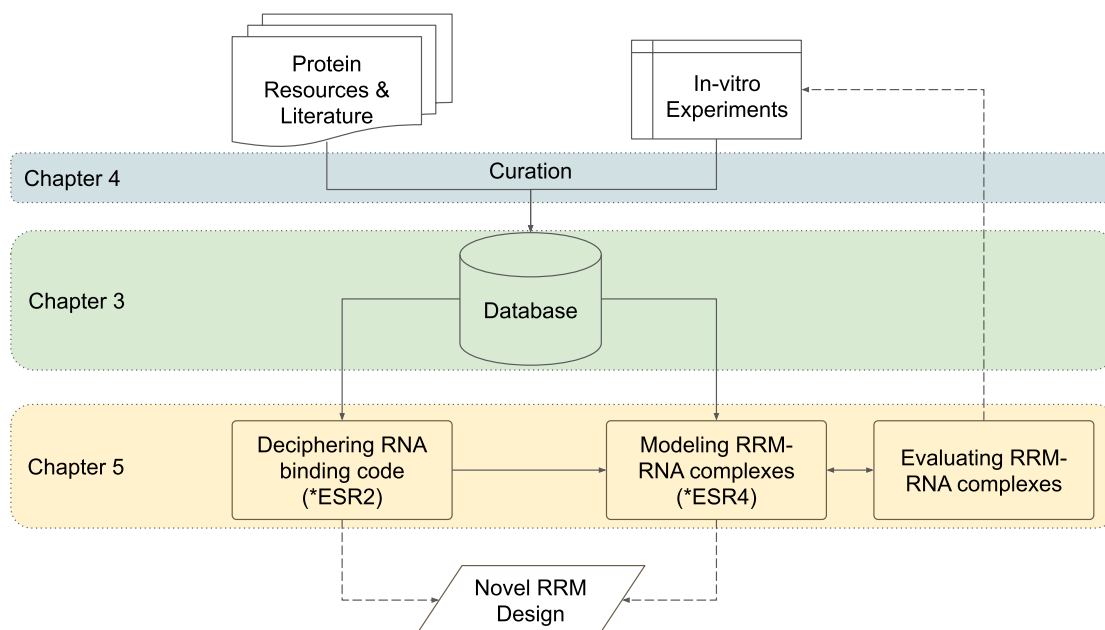 Protein
Resources &
Literature
In-vitro
Experiments
Chapter 4
Curation
Chapter 3
Database
Chapter 5
Deciphering RNA
binding code
(*ESR2)
Modeling RRM-
RNA complexes
(*ESR4)
Evaluating RRM-
RNA complexes
Novel RRM
Design